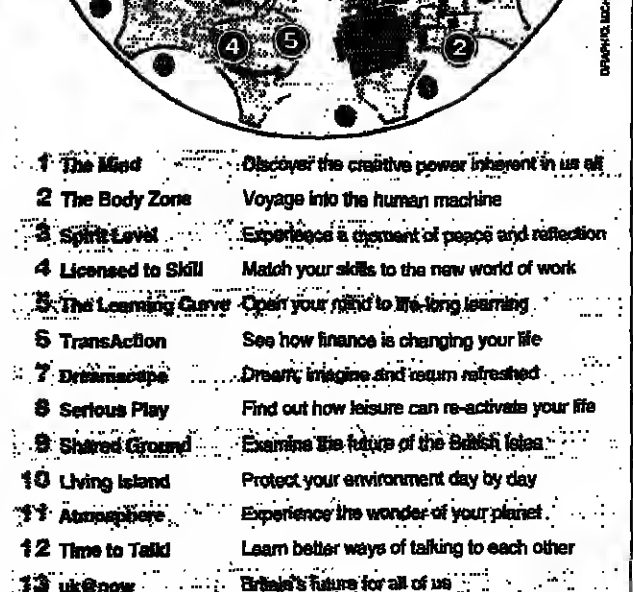 4 5 2
GRAPHIC:
1 The Mind Discover the creative power inherent in us all
2 The Body Zone Voyage into the human machine
3 Spirit Level Experience a moment of peace and reflection
4 Licensed to Skill Match your skills to the new world of work
5 The Learning Curve Open your mind to life-long learning
6 TransAction See how finance is changing your life
7 Dreamscape Dream, imagine and return refreshed
8 Serious Play Find out how leisure can re-activate your life
9 Shared Ground Examine the future of the British Isles
10 Living Island Protect your environment day by day
11 Atmosphere Experience the wonder of your planet
12 Time to Talk Learn better ways of talking to each other
13 uk@now Britain's future for all of us